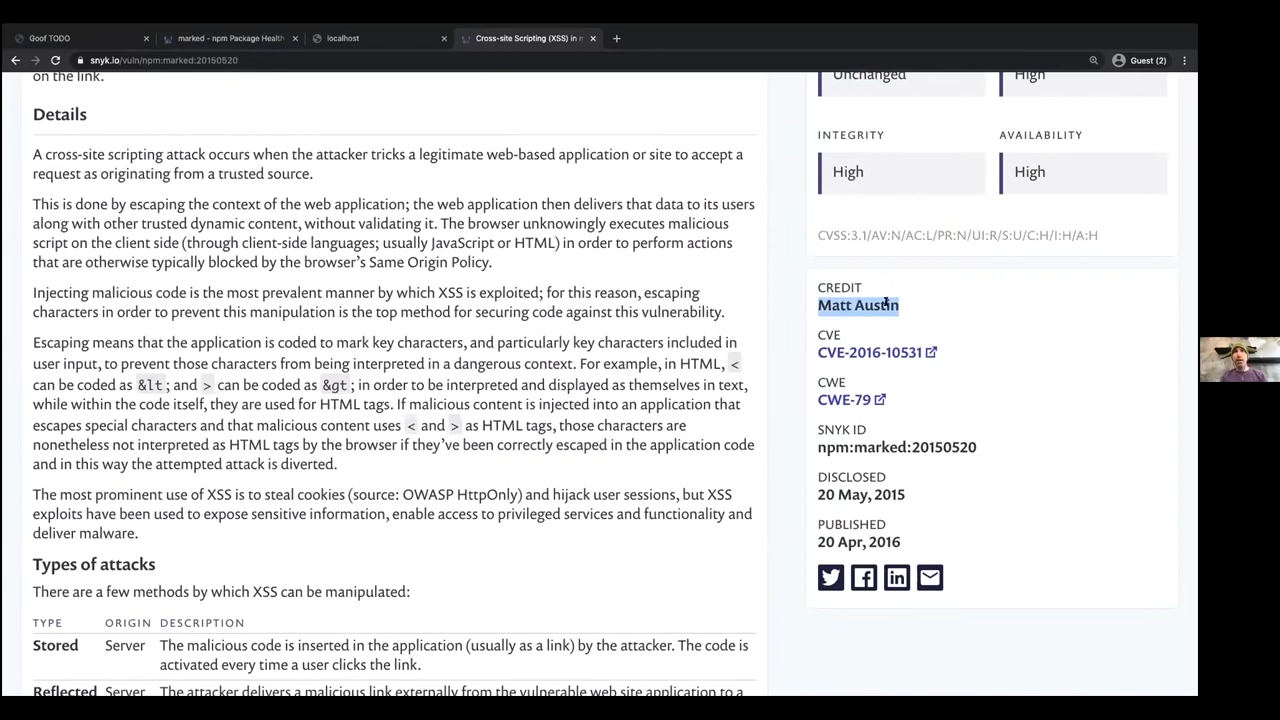 Goof TODO
marked - npm Package Health
localhost
Cross-site Scripting (XSS) in m
snyk.io/vuln/npm:marked:20150520
Guest (2)
on the link.
Details
A cross-site scripting attack occurs when the attacker tricks a legitimate web-based application or site to accept a
request as originating from a trusted source.
This is done by escaping the context of the web application; the web application then delivers that data to its users
along with other trusted dynamic content, without validating it. The browser unknowingly executes malicious
script on the client side (through client-side languages; usually JavaScript or HTML) in order to perform actions
that are otherwise typically blocked by the browser's Same Origin Policy.
Injecting malicious code is the most prevalent manner by which XSS is exploited; for this reason, escaping
characters in order to prevent this manipulation is the top method for securing code against this vulnerability.
Escaping means that the application is coded to mark key characters, and particularly key characters included in
user input, to prevent those characters from being interpreted in a dangerous context. For example, in HTML, <
can be coded as &lt; and > can be coded as &gt; in order to be interpreted and displayed as themselves in text,
while within the code itself, they are used for HTML tags. If malicious content is injected into an application that
escapes special characters and that malicious content uses < and > as HTML tags, those characters are
nonetheless not interpreted as HTML tags by the browser if they've been correctly escaped in the application code
and in this way the attempted attack is diverted.
The most prominent use of XSS is to steal cookies (source: OWASP HttpOnly) and hijack user sessions, but XSS
exploits have been used to expose sensitive information, enable access to privileged services and functionality and
deliver malware.
Types of attacks
There are a few methods by which XSS can be manipulated:
TYPE ORIGIN DESCRIPTION
Stored Server The malicious code is inserted in the application (usually as a link) by the attacker. The code is
activated every time a user clicks the link.
Reflected Server The attacker delivers a malicious link externally from the vulnerable web site application to a
Unchanged High
INTEGRITY AVAILABILITY
High High
CVSS:3.1/AV:N/AC:L/PR:N/UI:R/S:U/C:H/I:H/A:H
CREDIT
Matt Austin
CVE
CVE-2016-10531
CWE
CWE-79
SNYK ID
npm:marked:20150520
DISCLOSED
20 May, 2015
PUBLISHED
20 Apr, 2016